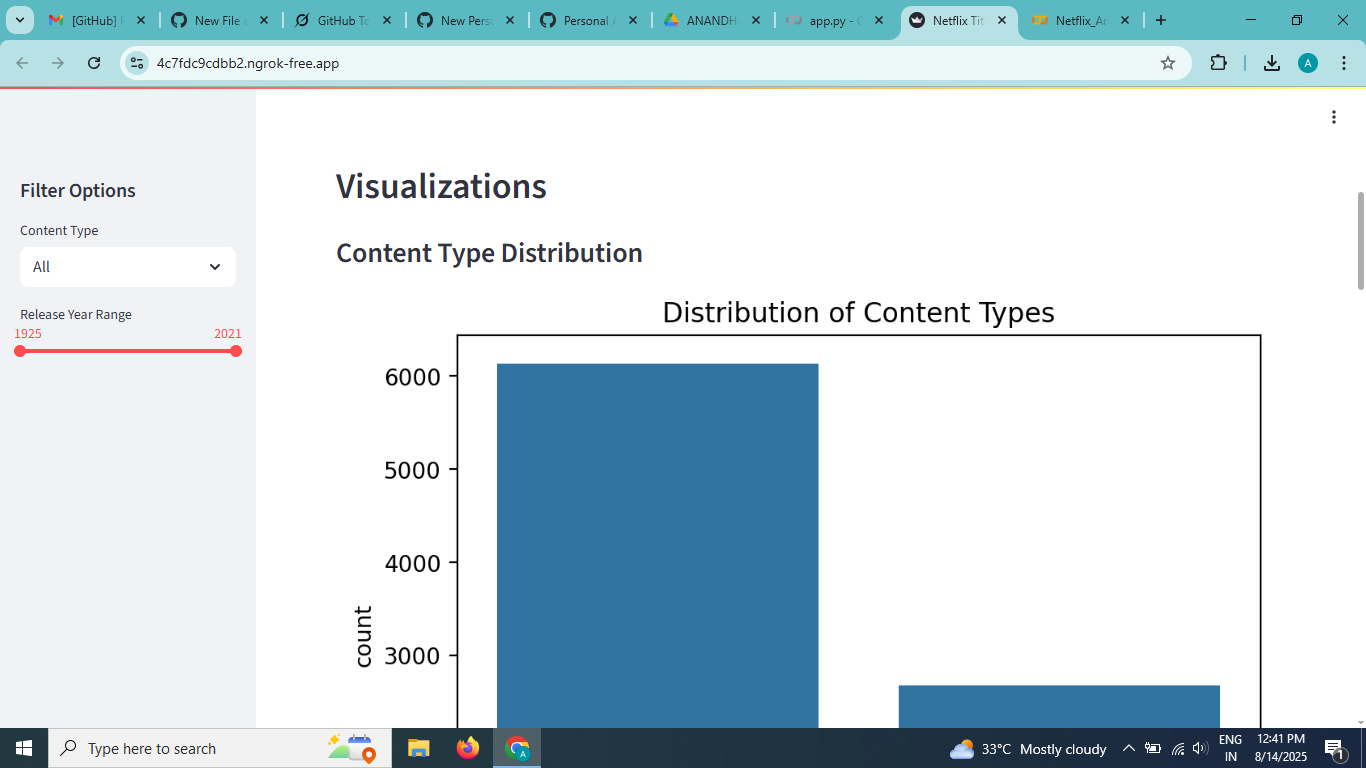 [GitHub]
New File a
GitHub To
New Pers
Personal A
ANANDH
app.py - C
Netflix Tit
Netflix_An
4c7fdc9cdbb2.ngrok-free.app
A
Filter Options
Content Type
All
Release Year Range
1925 2021
Visualizations
Content Type Distribution
Distribution of Content Types
6000
5000
4000
3000
count
Type here to search
33°C Mostly cloudy
ENG
IN
12:41 PM
8/14/2025
1